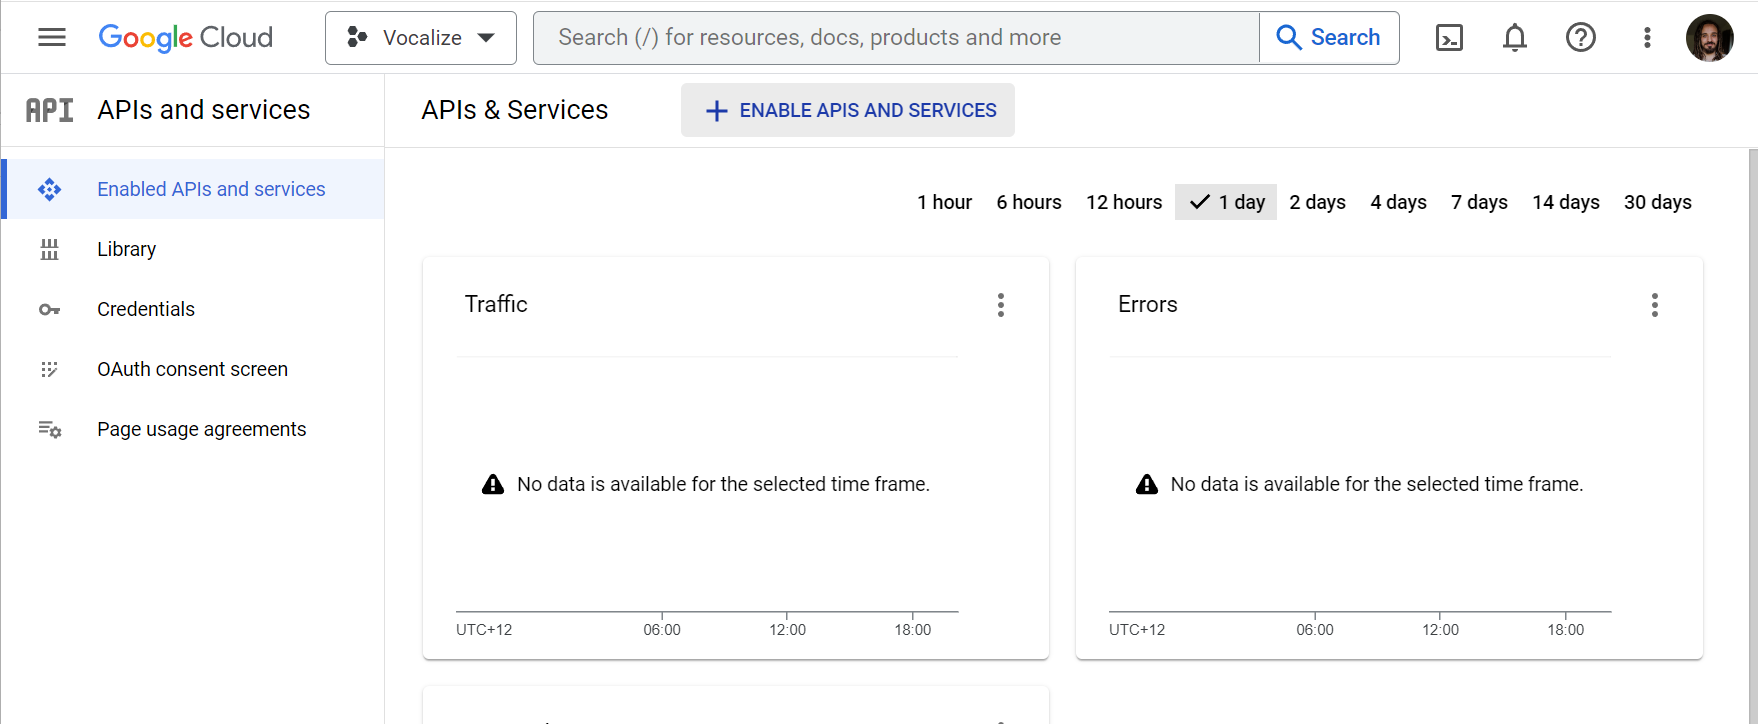 Google Cloud
Vocalize
Search (/) for resources, docs, products and more
Search
API
APIs and services
APIs & Services
ENABLE APIS AND SERVICES
Enabled APIs and services
Library
Credentials
OAuth consent screen
Page usage agreements
1 hour 6 hours 12 hours 1 day 2 days 4 days 7 days 14 days 30 days
Traffic
No data is available for the selected time frame.
UTC+12 06:00 12:00 18:00
Errors
No data is available for the selected time frame.
UTC+12 06:00 12:00 18:00